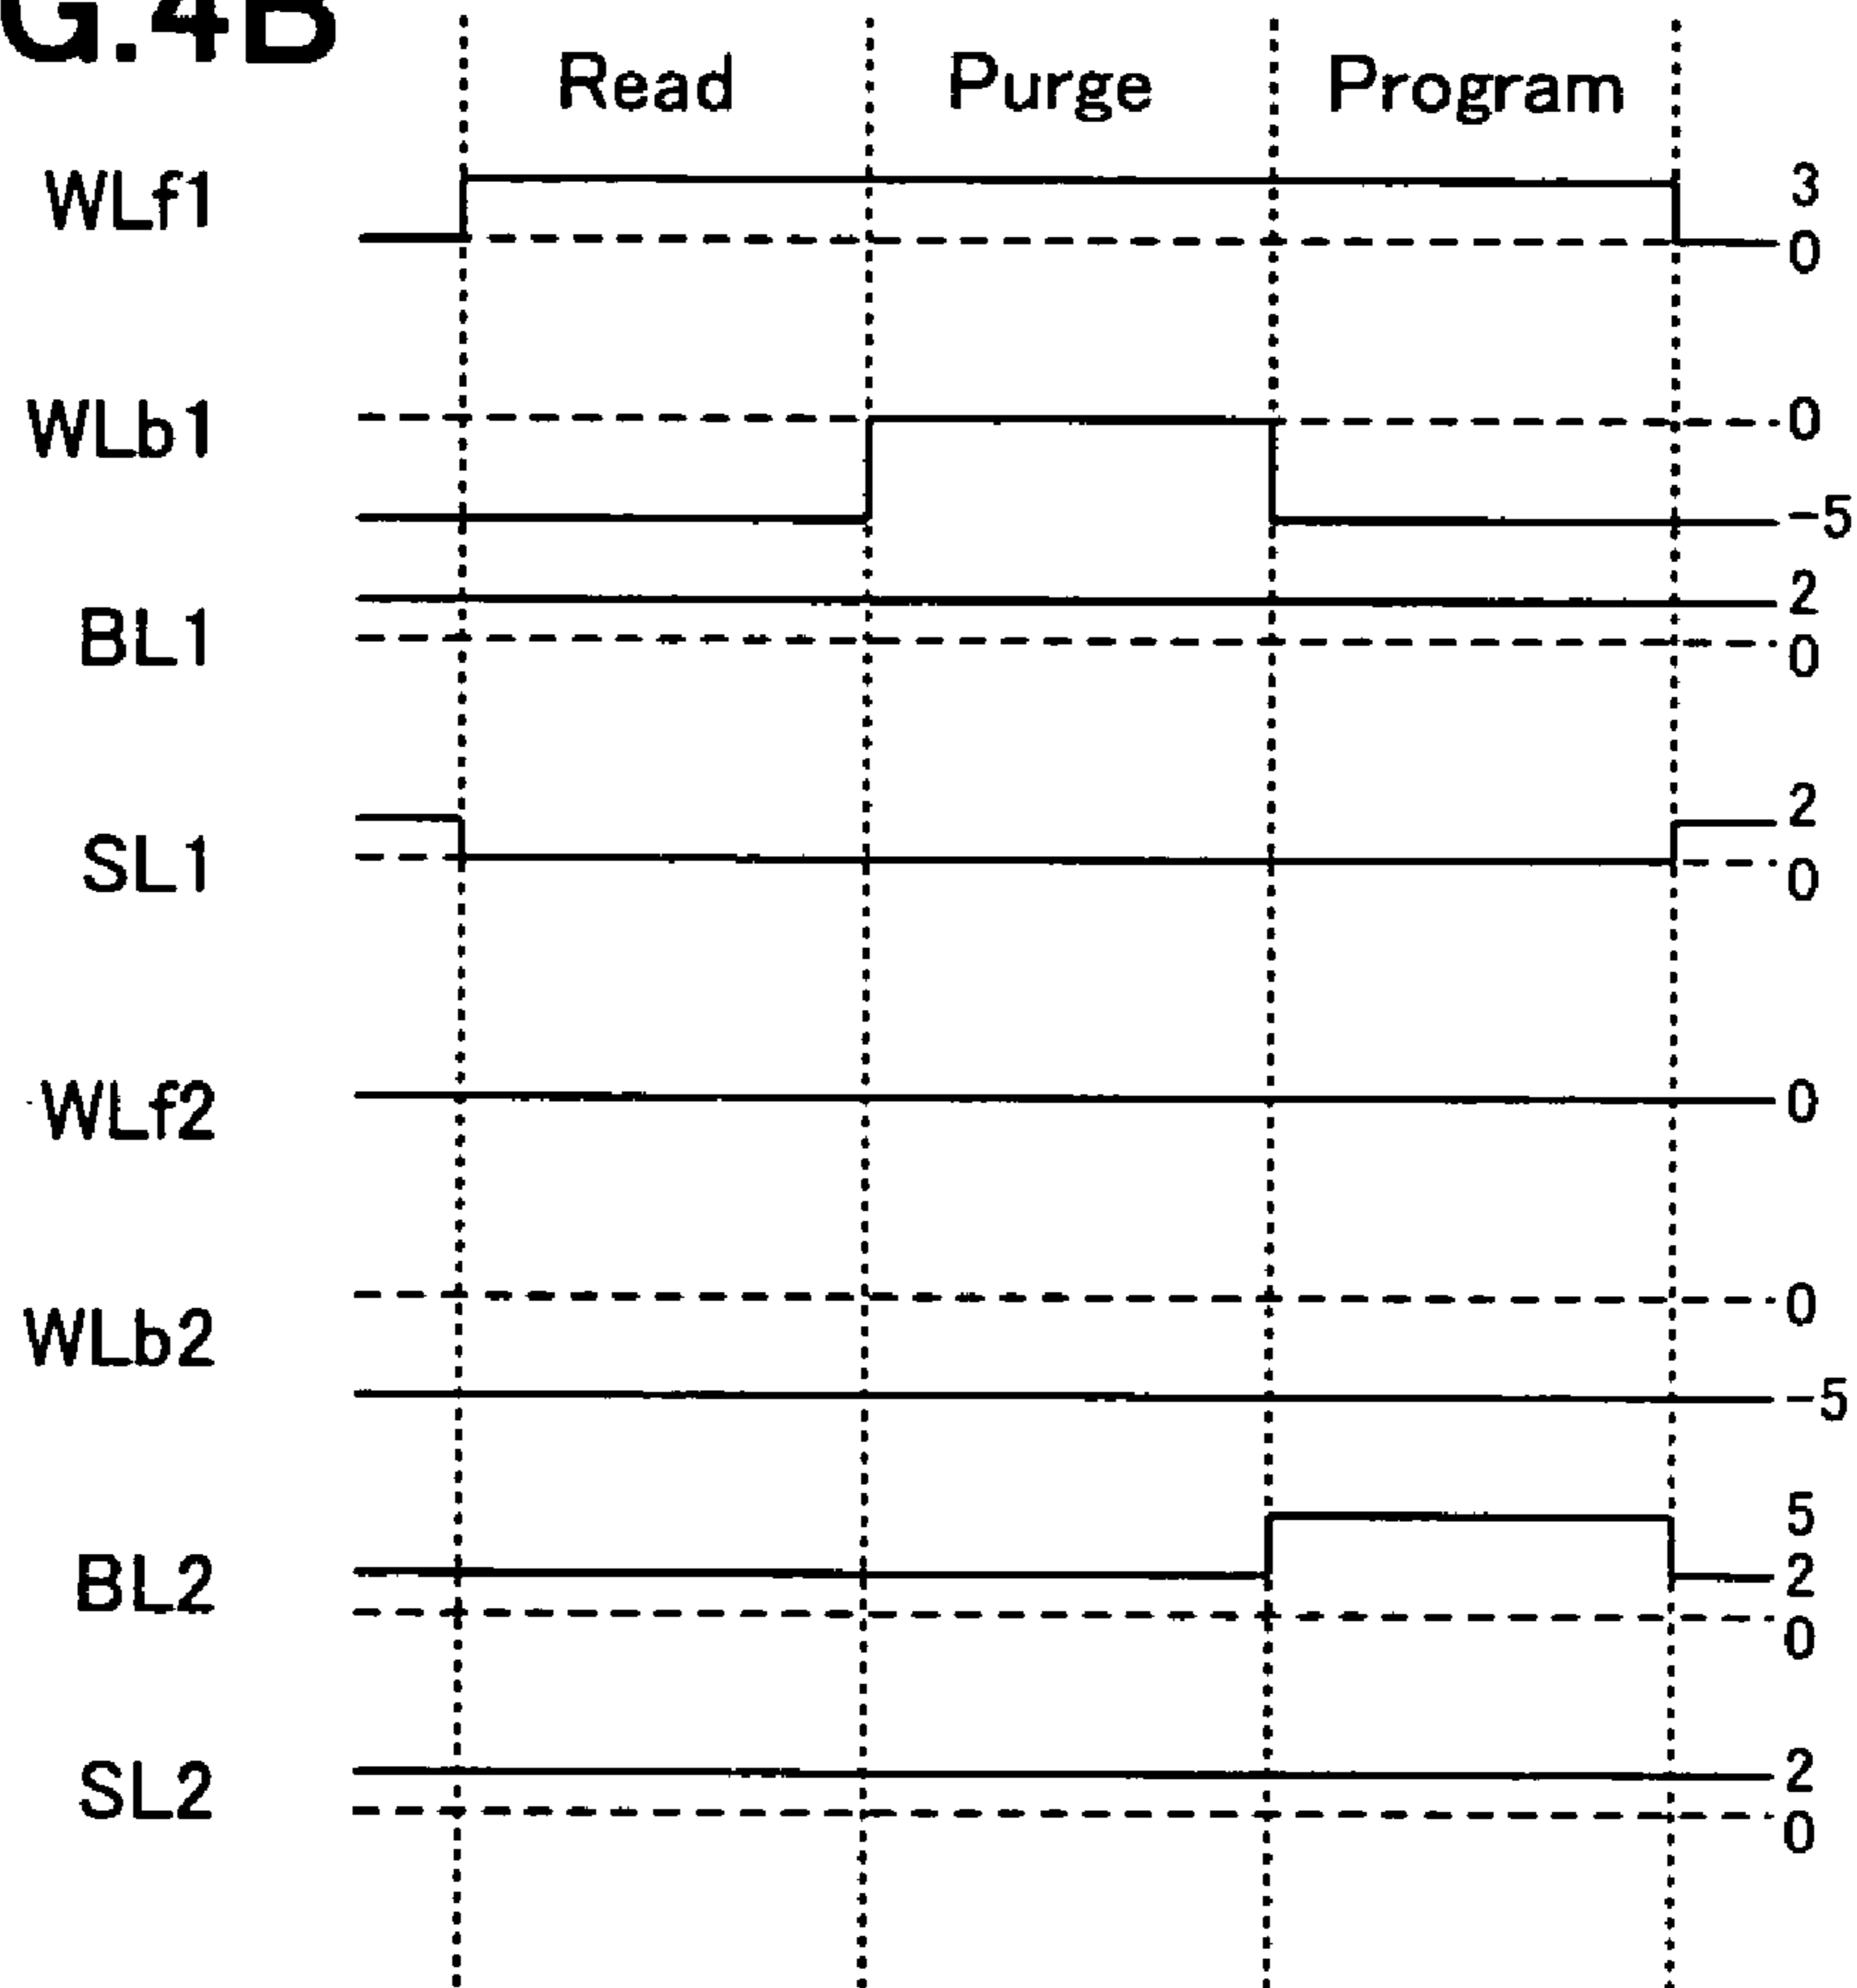 G.4B
Read Purge Program
WLf1 3
0
WLb1 0
-5
BL1 2
0
SL1 2
0
WLf2 0
WLb2 0
-5
BL2 5
2
0
SL2 2
0